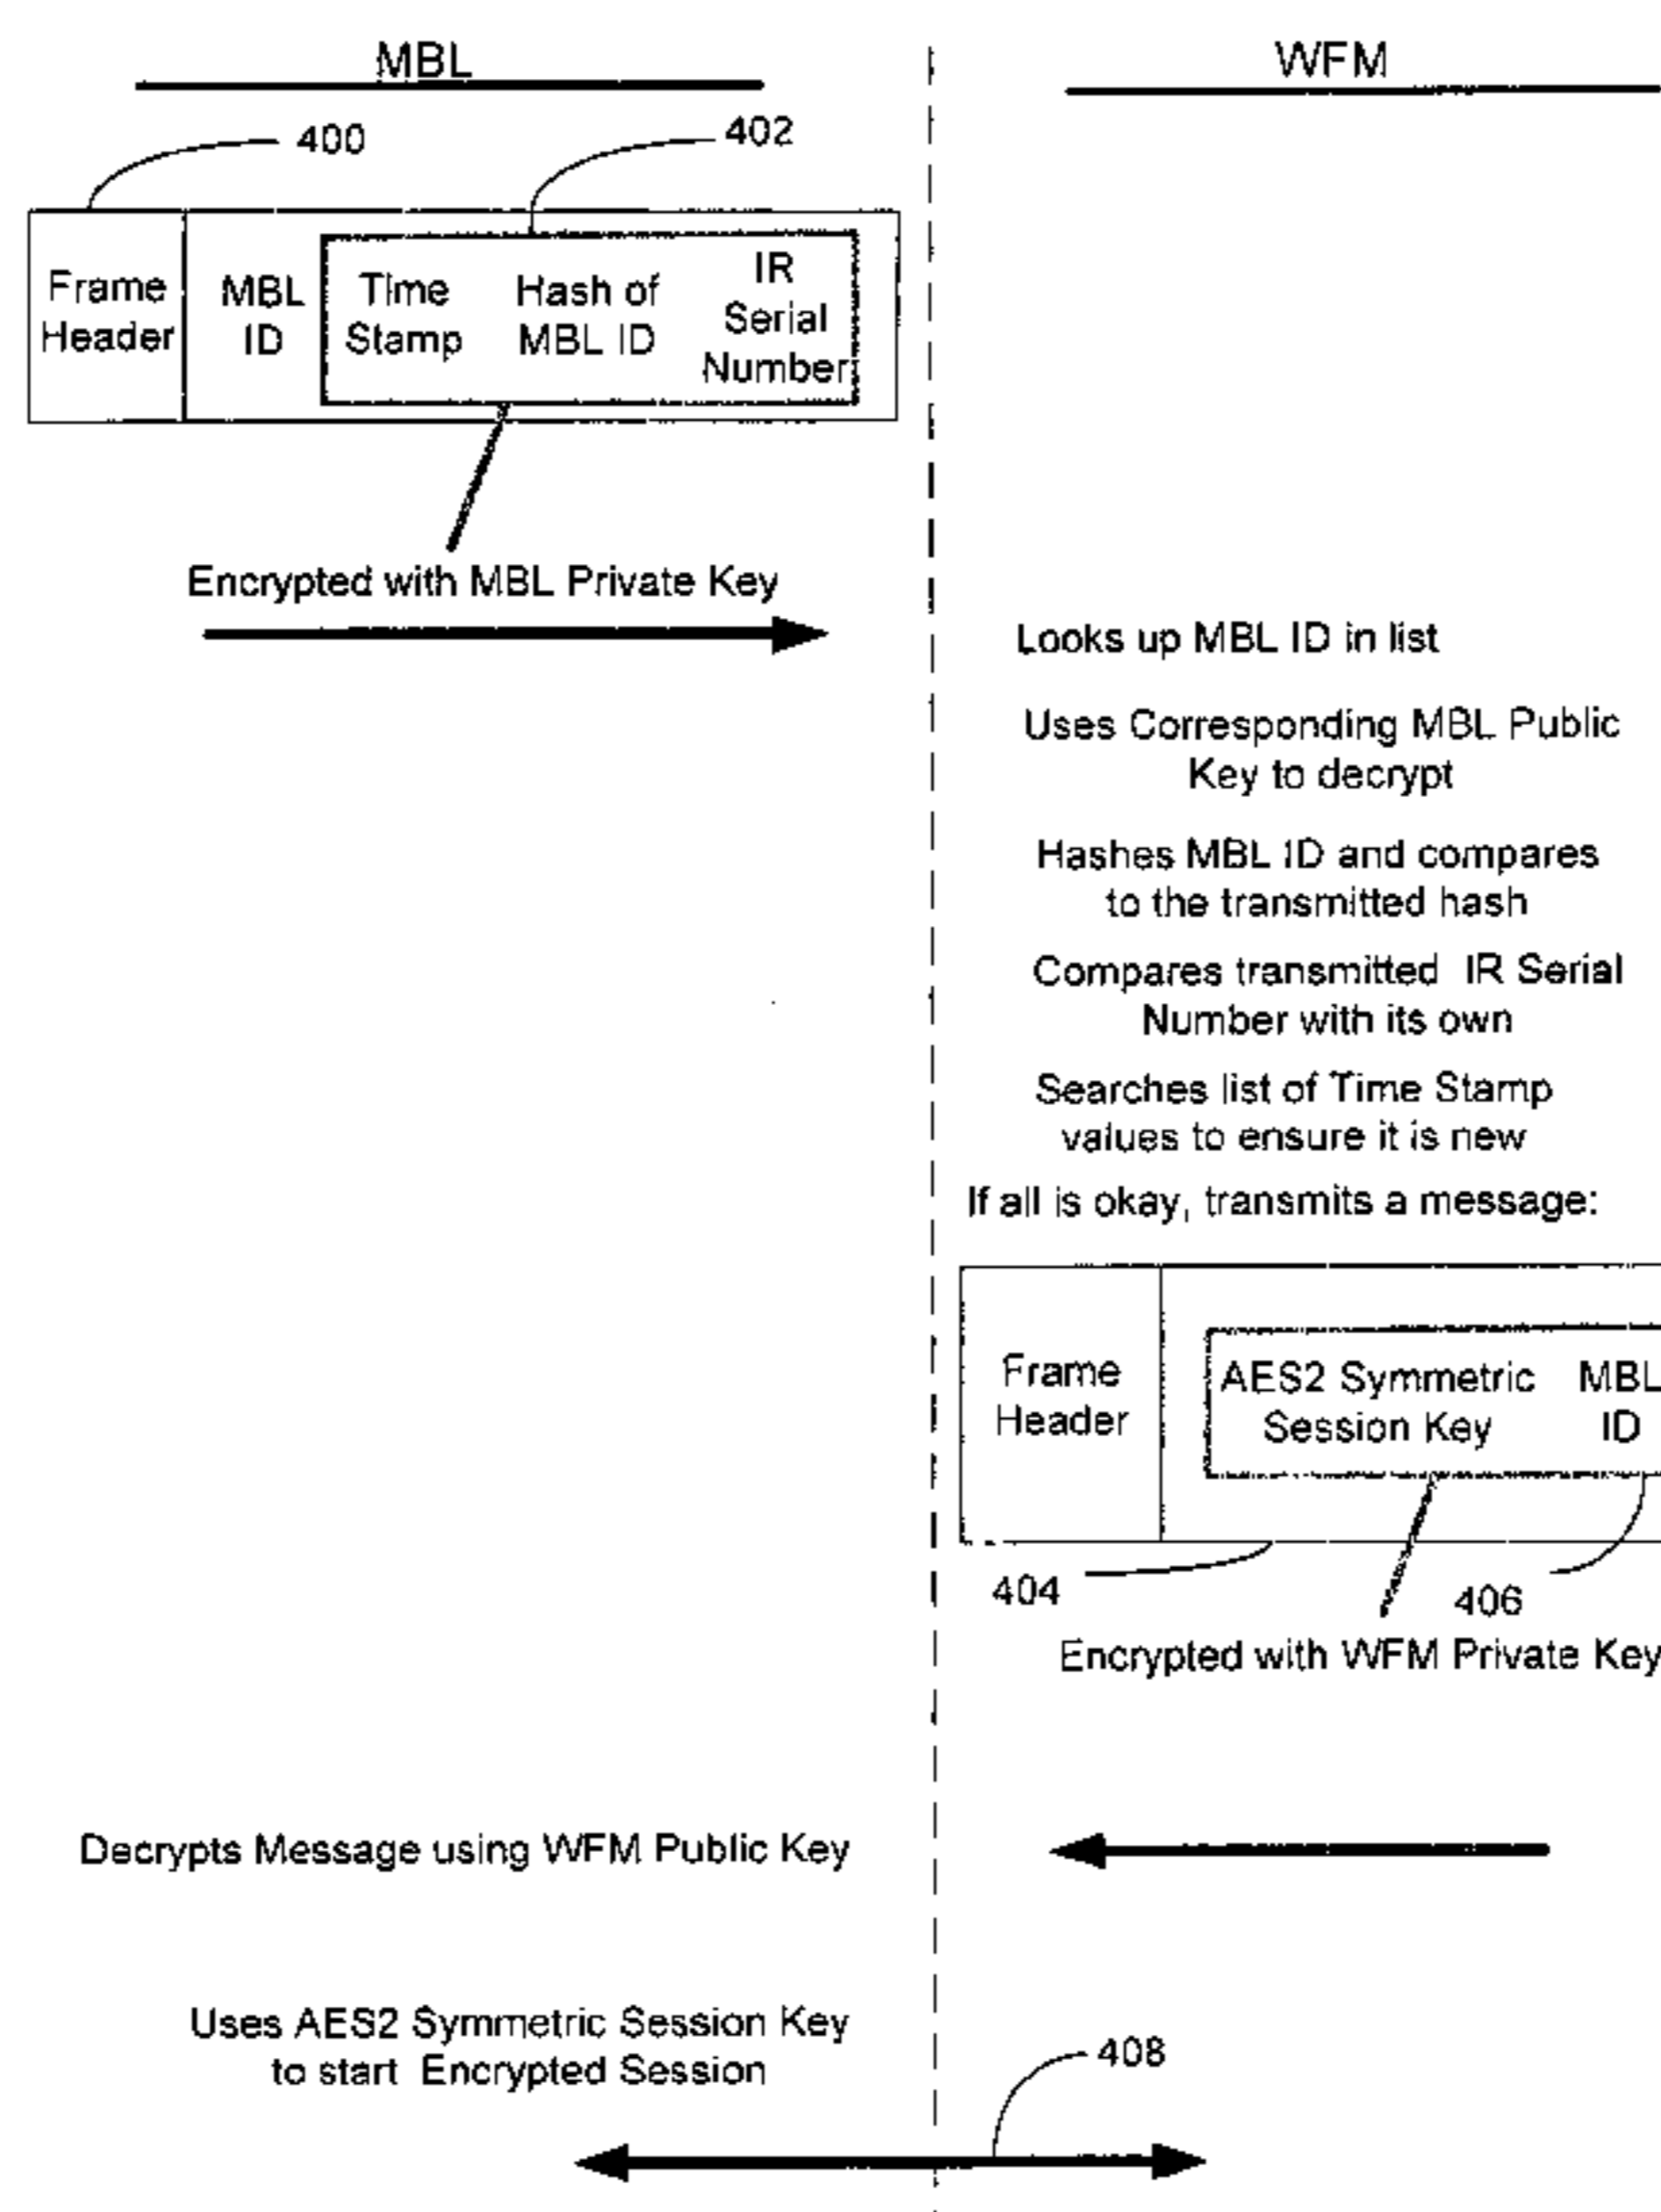 MBL
WFM
400
402
Frame
Header
MBL
ID
Time
Stamp
Hash of
MBL ID
IR
Serial
Number
Encrypted with MBL Private Key
Looks up MBL ID in list
Uses Corresponding MBL Public
Key to decrypt
Hashes MBL ID and compares
to the transmitted hash
Compares transmitted IR Serial
Number with its own
Searches list of Time Stamp
values to ensure it is new
If all is okay, transmits a message:
Frame
Header
AES2 Symmetric
Session Key
MBL
ID
404
406
Encrypted with WFM Private Key
Decrypts Message using WFM Public Key
Uses AES2 Symmetric Session Key
to start Encrypted Session
408